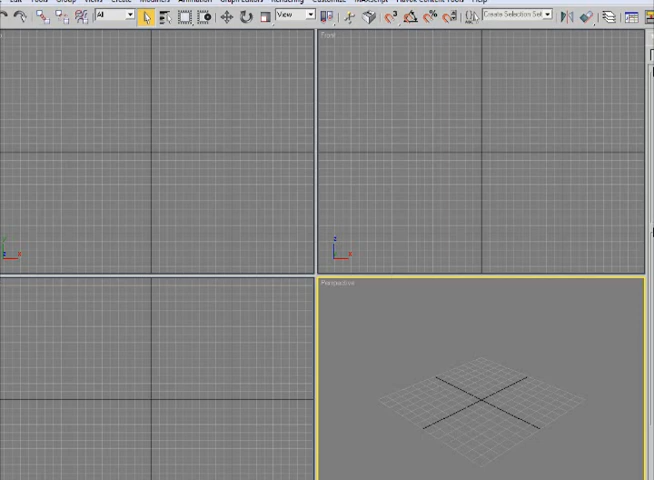 Edit Tools Group Views Create Modifiers Animation Graph Editors Rendering Customize MAXScript Havok Content Tools Help
All View Create Selection Set
Front
y z x z x
Perspective